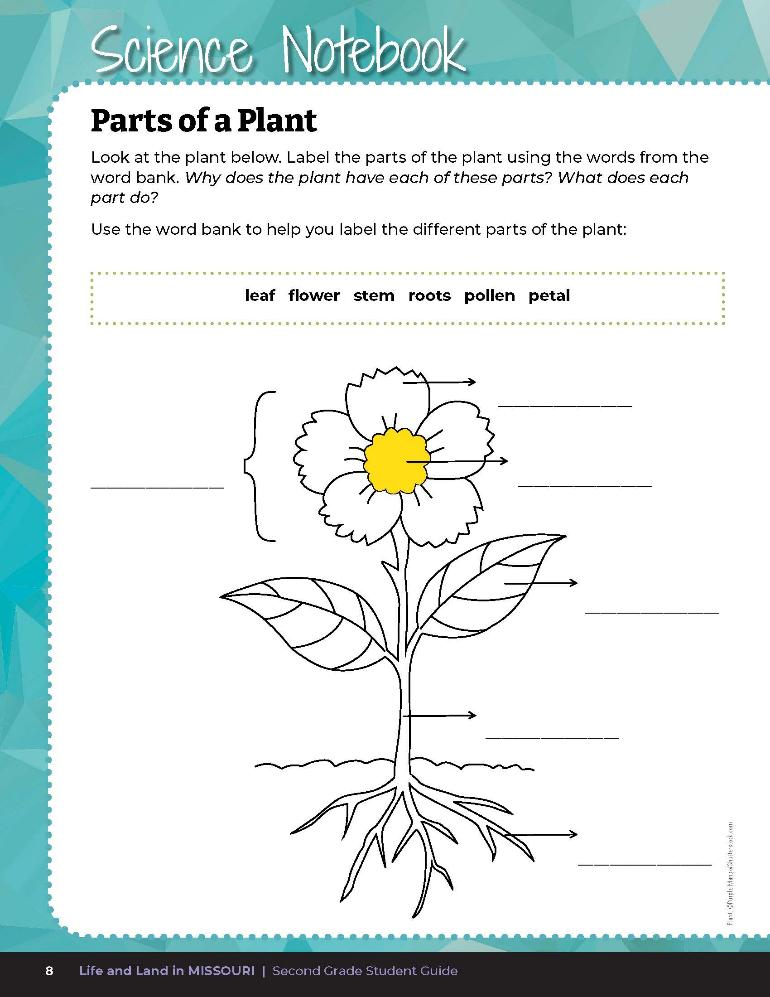 Science Notebook
Parts of a Plant
Look at the plant below. Label the parts of the plant using the words from the
word bank. Why does the plant have each of these parts? What does each
part do?
Use the word bank to help you label the different parts of the plant:
leaf flower stem roots pollen petal
8 Life and Land in MISSOURI | Second Grade Student Guide